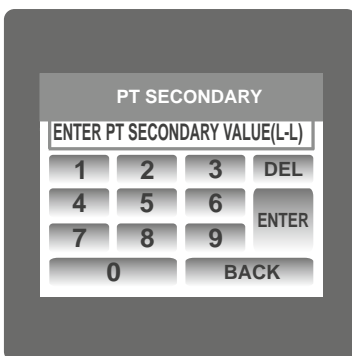 PT SECONDARY
ENTER PT SECONDARY VALUE(L-L)
1 2 3 DEL
4 5 6 ENTER
7 8 9
0 BACK